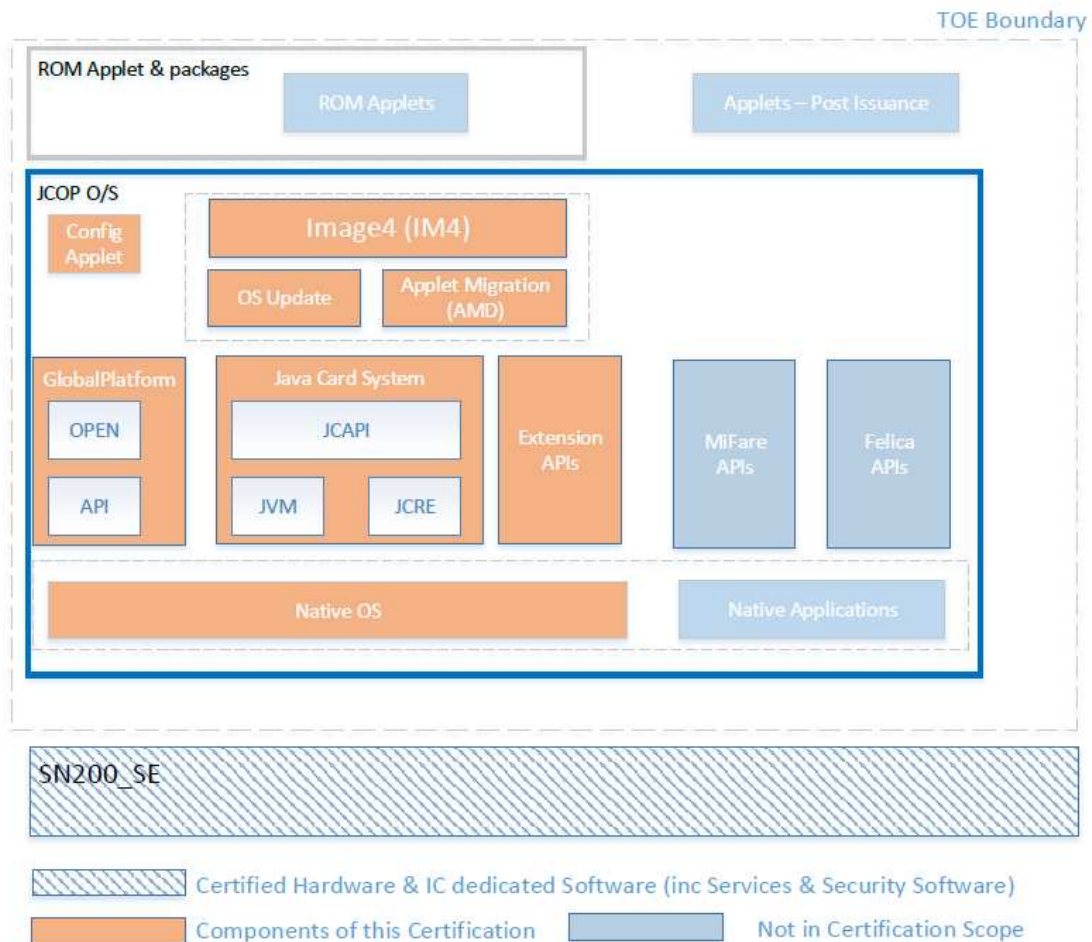 TOE Boundary
ROM Applet & packages
ROM Applets
Applets – Post Issuance
JCOP O/S
Config
Applet
Image4 (IM4)
OS Update
Applet Migration
(AMD)
GlobalPlatform
OPEN
API
Java Card System
JCAPI
JVM
JCRE
Extension
APIs
MiFare
APIs
Felica
APIs
Native OS
Native Applications
SN200_SE
Certified Hardware & IC dedicated Software (inc Services & Security Software)
Components of this Certification
Not in Certification Scope